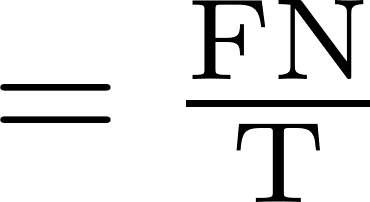 = FN / T